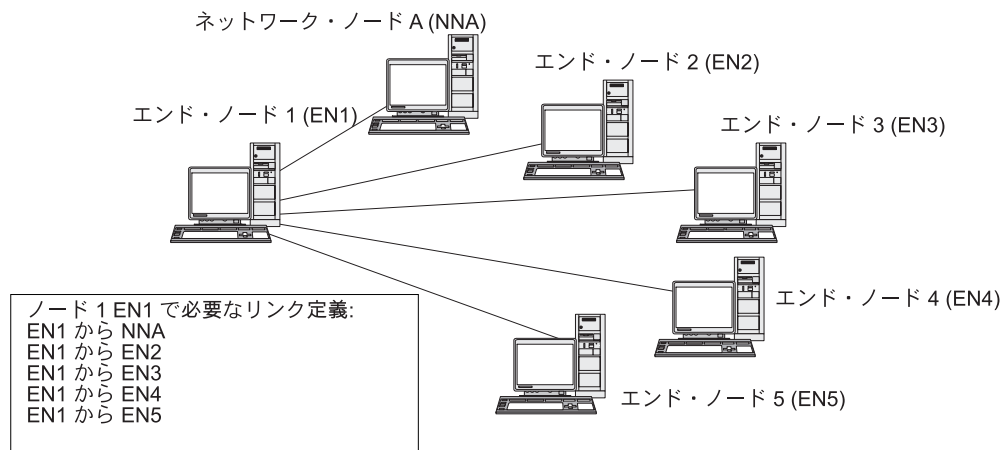 ネットワーク・ノード A (NNA)
エンド・ノード 2 (EN2)
エンド・ノード 1 (EN1)
エンド・ノード 3 (EN3)
エンド・ノード 4 (EN4)
エンド・ノード 5 (EN5)
ノード 1 EN1 で必要なリンク定義:
EN1 から NNA
EN1 から EN2
EN1 から EN3
EN1 から EN4
EN1 から EN5